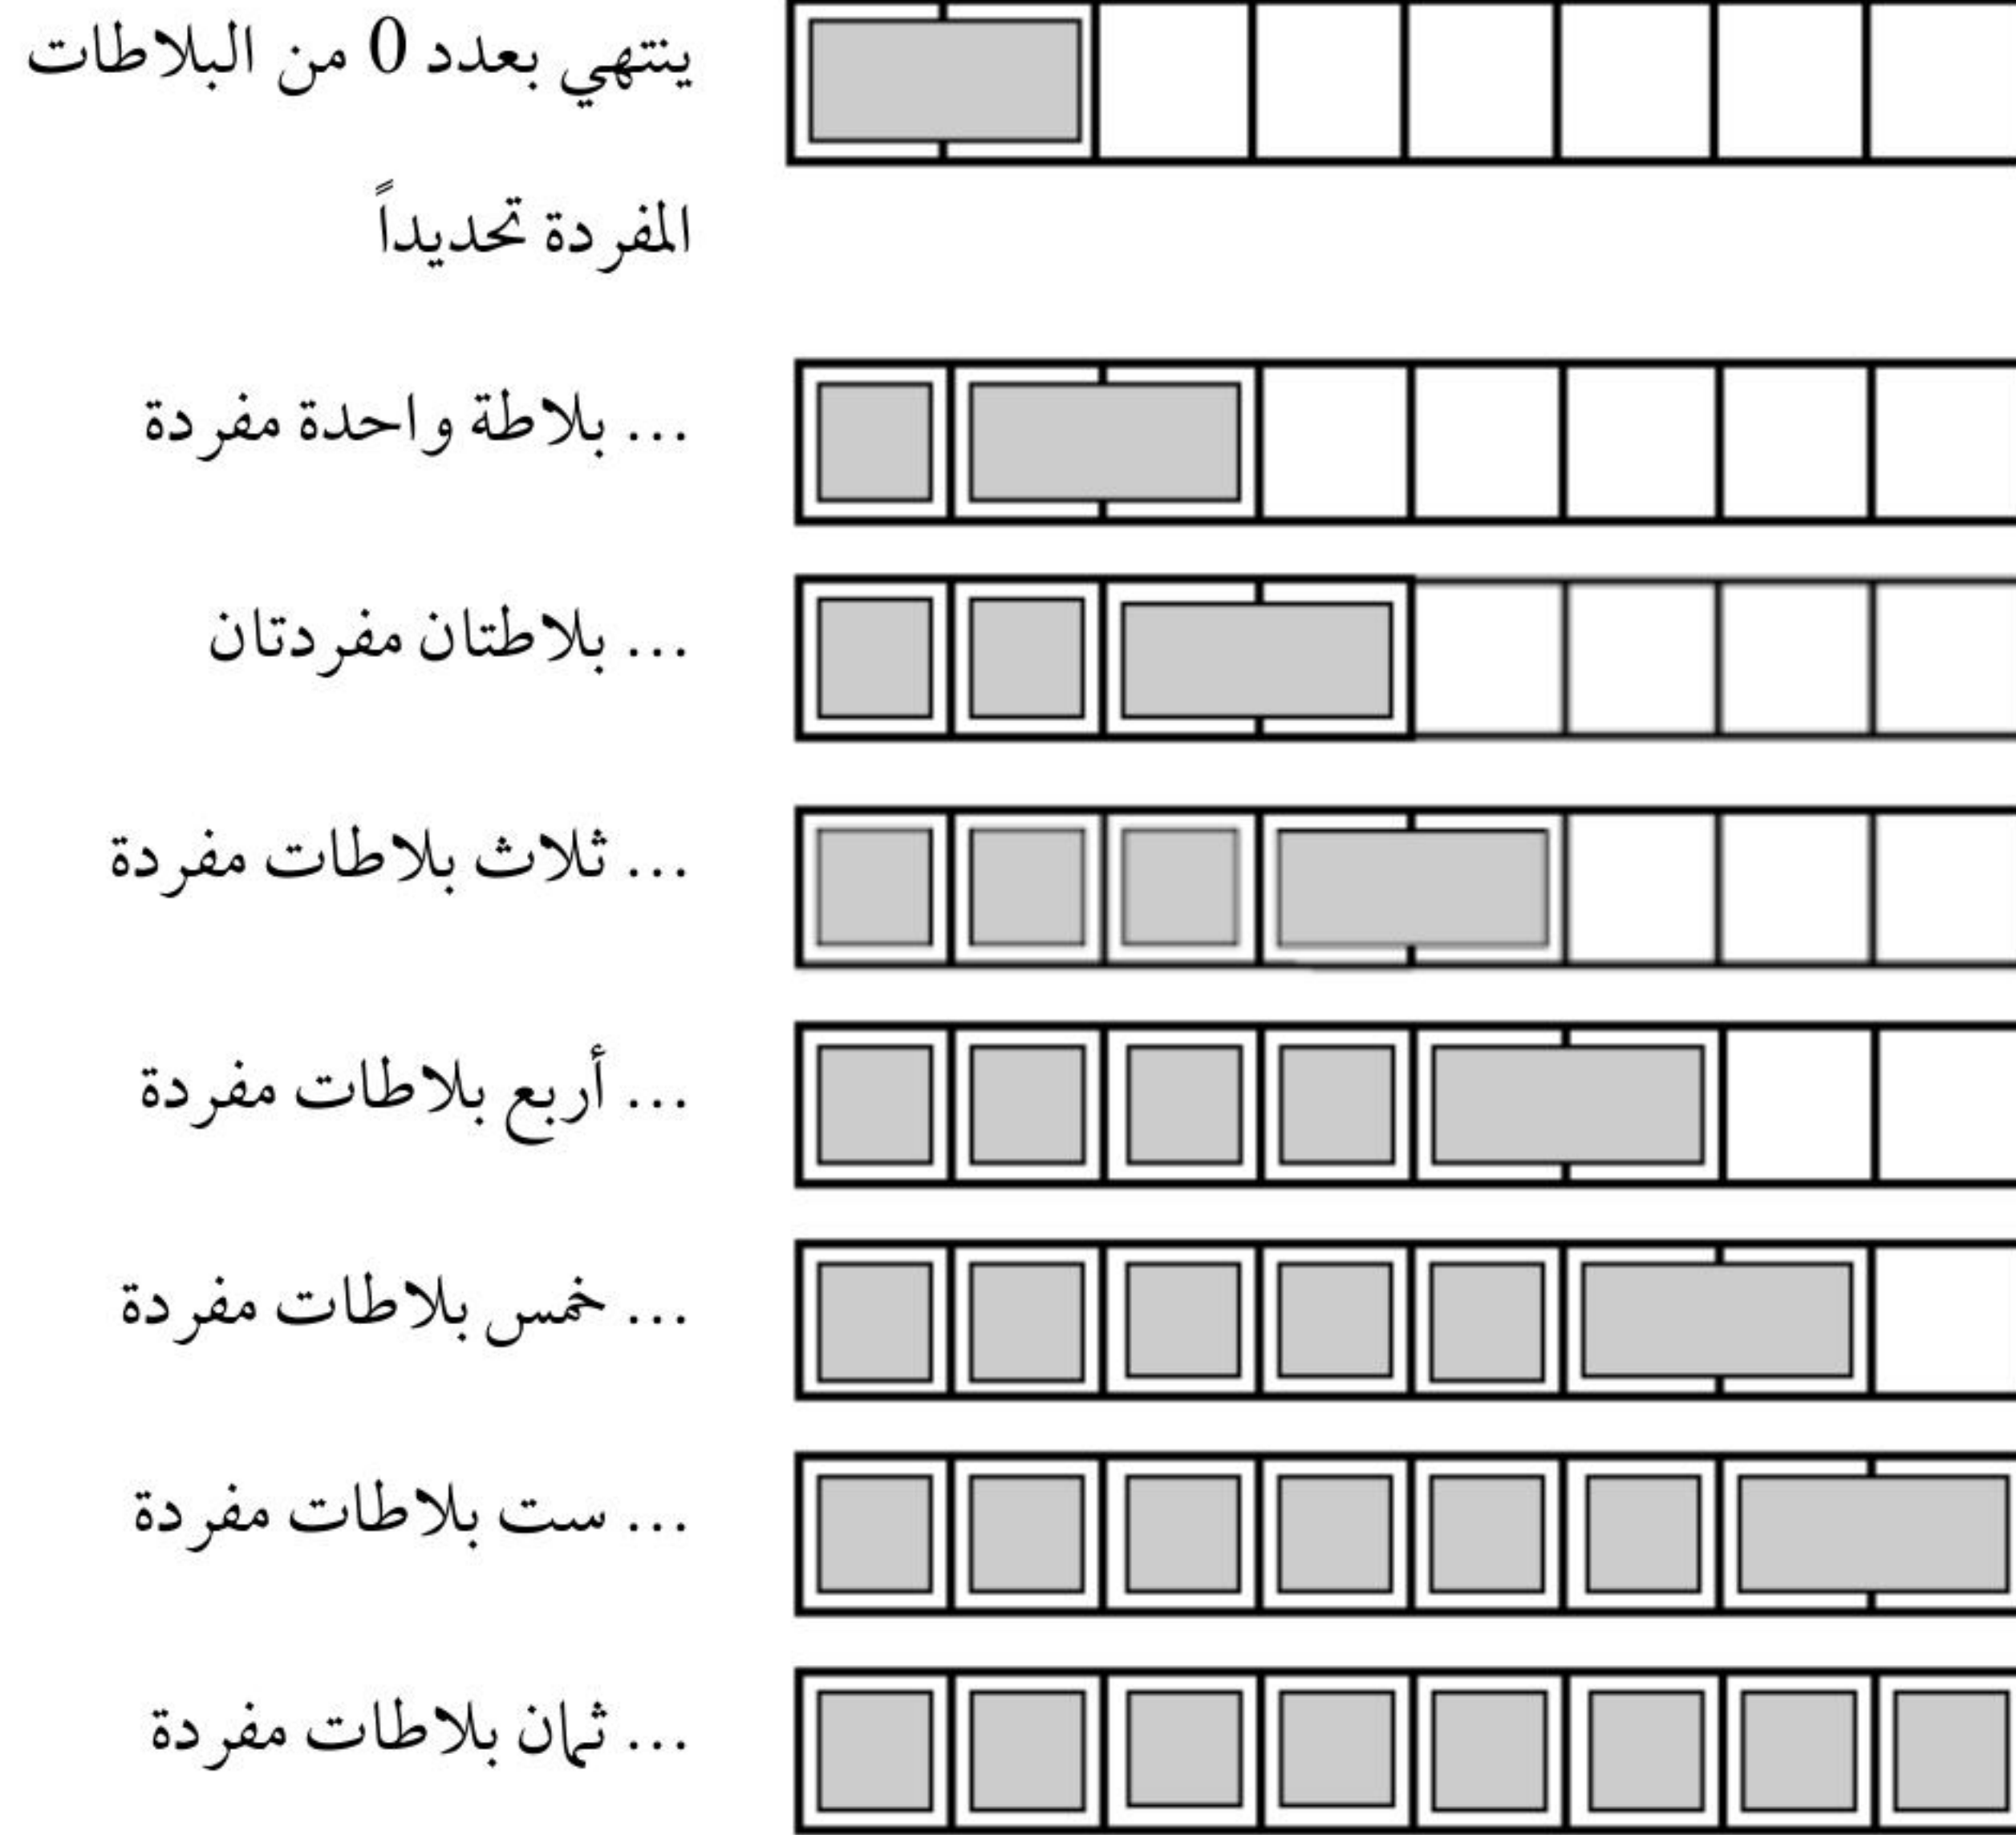 ينتهي بعدد 0 من البلاطات
المفردة تحديداً
... بلاطة واحدة مفردة
... بلاطتان مفردتان
... ثلاث بلاطات مفردة
... أربع بلاطات مفردة
... خمس بلاطات مفردة
... ست بلاطات مفردة
... ثمان بلاطات مفردة